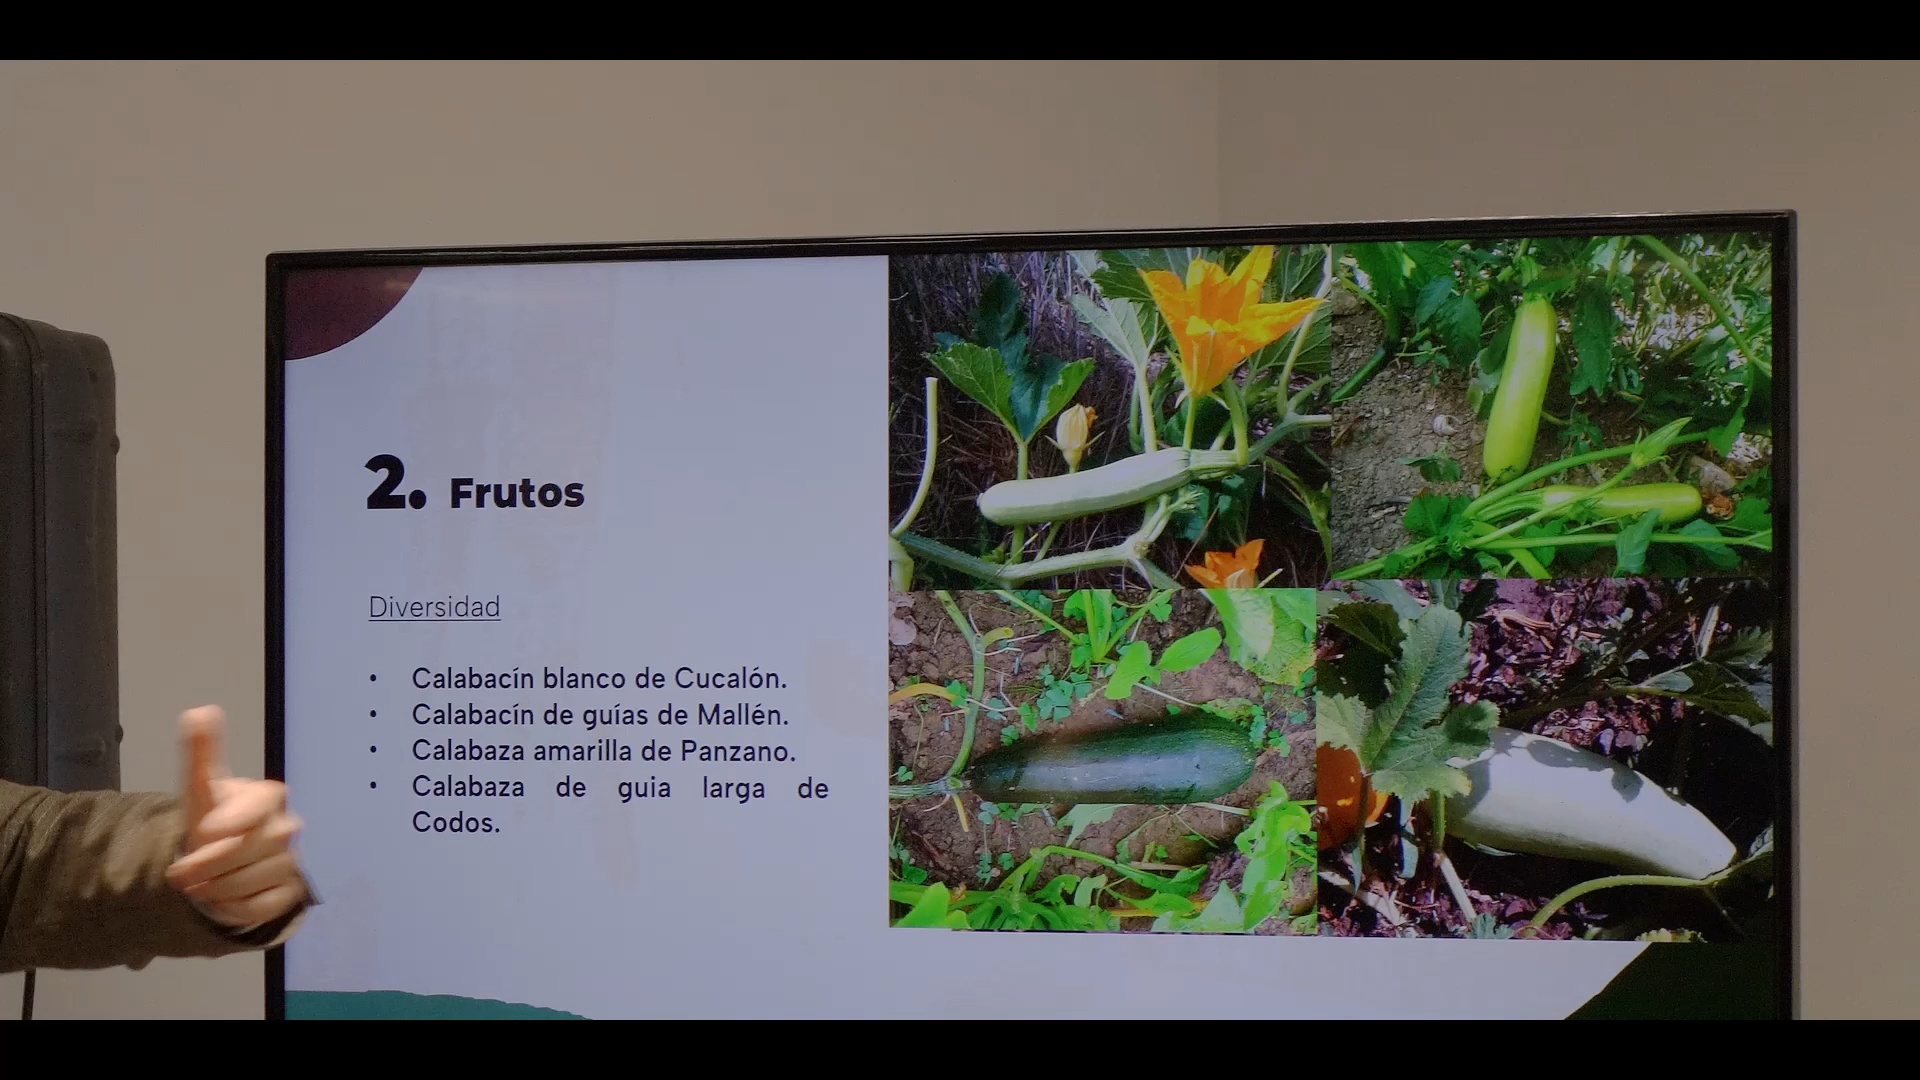 2. Frutos
Diversidad
• Calabacín blanco de Cucalón.
• Calabacín de guías de Mallén.
• Calabaza amarilla de Panzano.
• Calabaza de guia larga de
Codos.